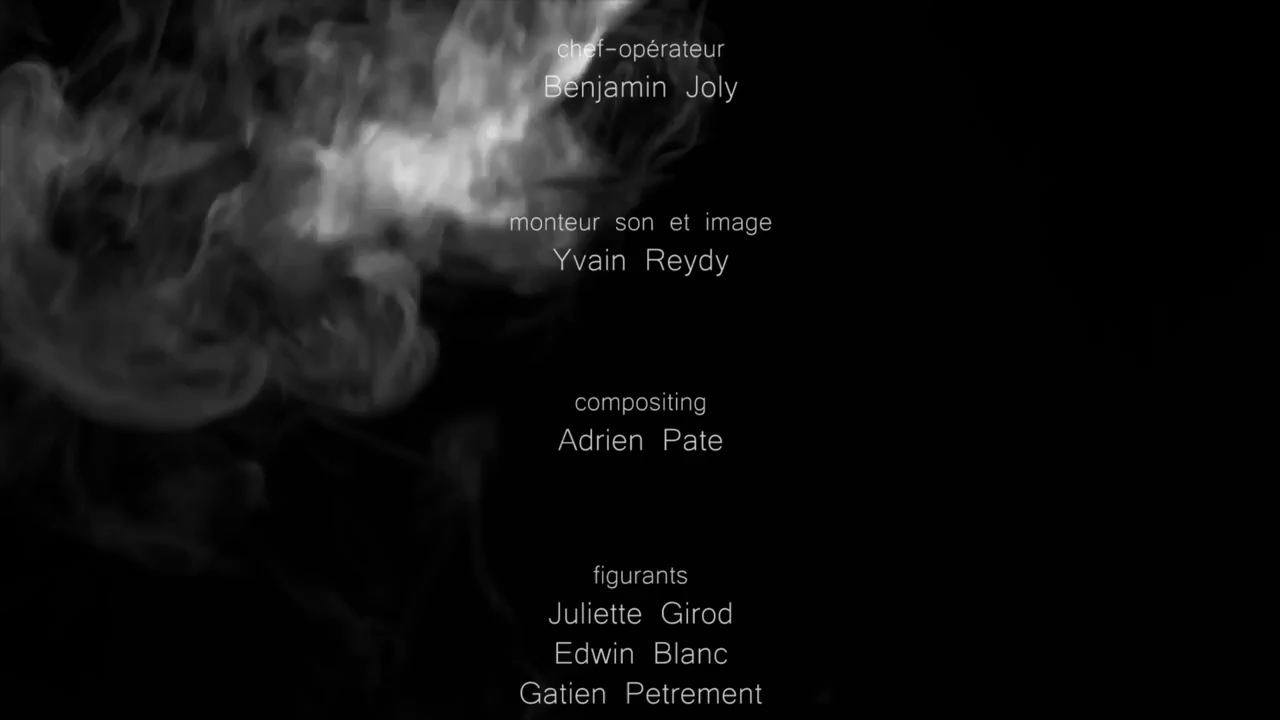 chef-opérateur
Benjamin Joly
monteur son et image
Yvain Reydy
compositing
Adrien Pate
figurants
Juliette Girod
Edwin Blanc
Gatien Petrement